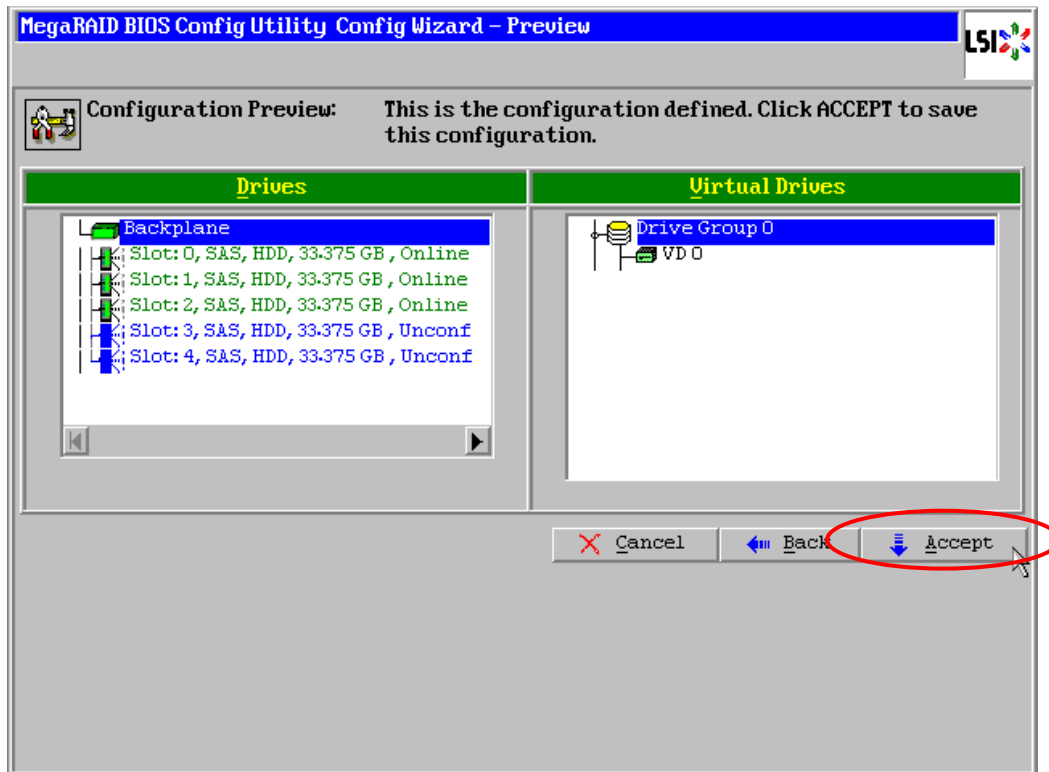 MegaRAID BIOS Config Utility Config Wizard – Preview
LSI
Configuration Preview:
This is the configuration defined. Click ACCEPT to save
this configuration.
Drives
Backplane
Slot: 0, SAS, HDD, 33.375 GB , Online
Slot: 1, SAS, HDD, 33.375 GB , Online
Slot: 2, SAS, HDD, 33.375 GB , Online
Slot: 3, SAS, HDD, 33.375 GB , Unconf
Slot: 4, SAS, HDD, 33.375 GB , Unconf
Virtual Drives
Drive Group 0
VD 0
Cancel
Back
Accept